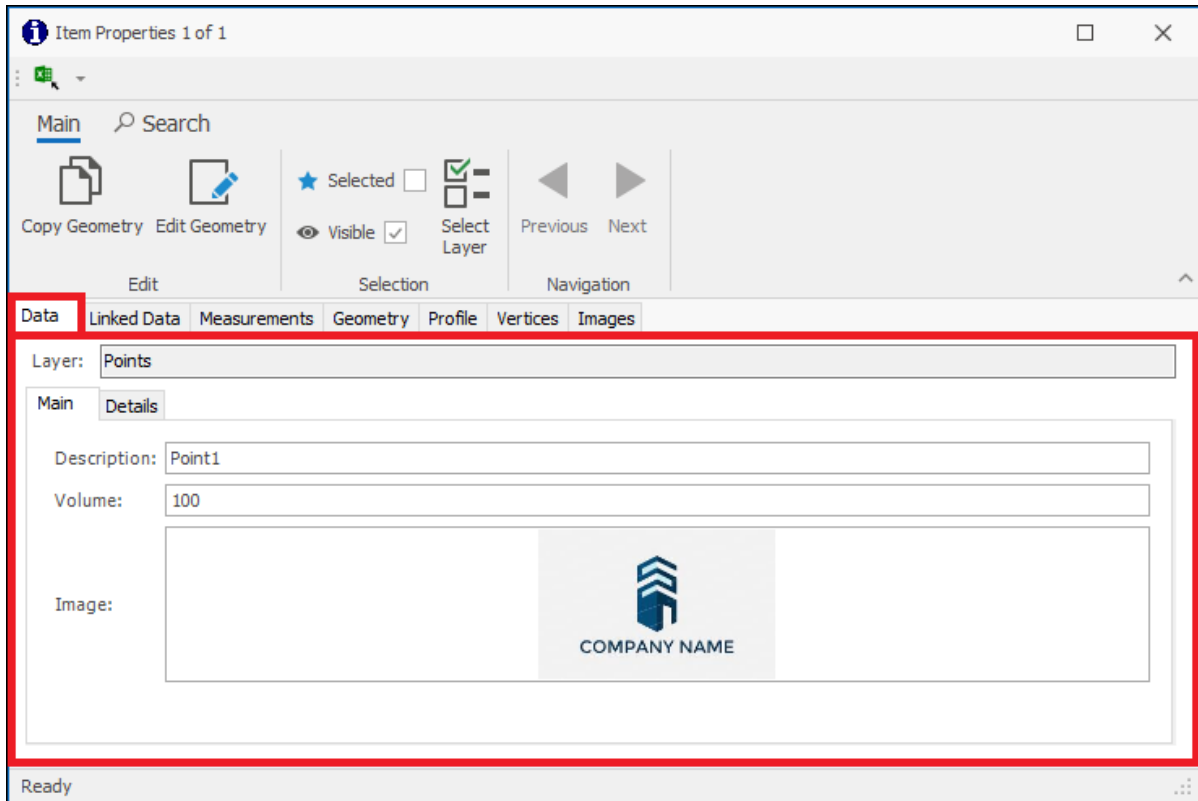 Item Properties 1 of 1
Main Search
Copy Geometry Edit Geometry
Selected
Visible
Select
Layer
Previous Next
Edit Selection Navigation
Data Linked Data Measurements Geometry Profile Vertices Images
Layer: Points
Main Details
Description: Point1
Volume: 100
Image:
COMPANY NAME
Ready